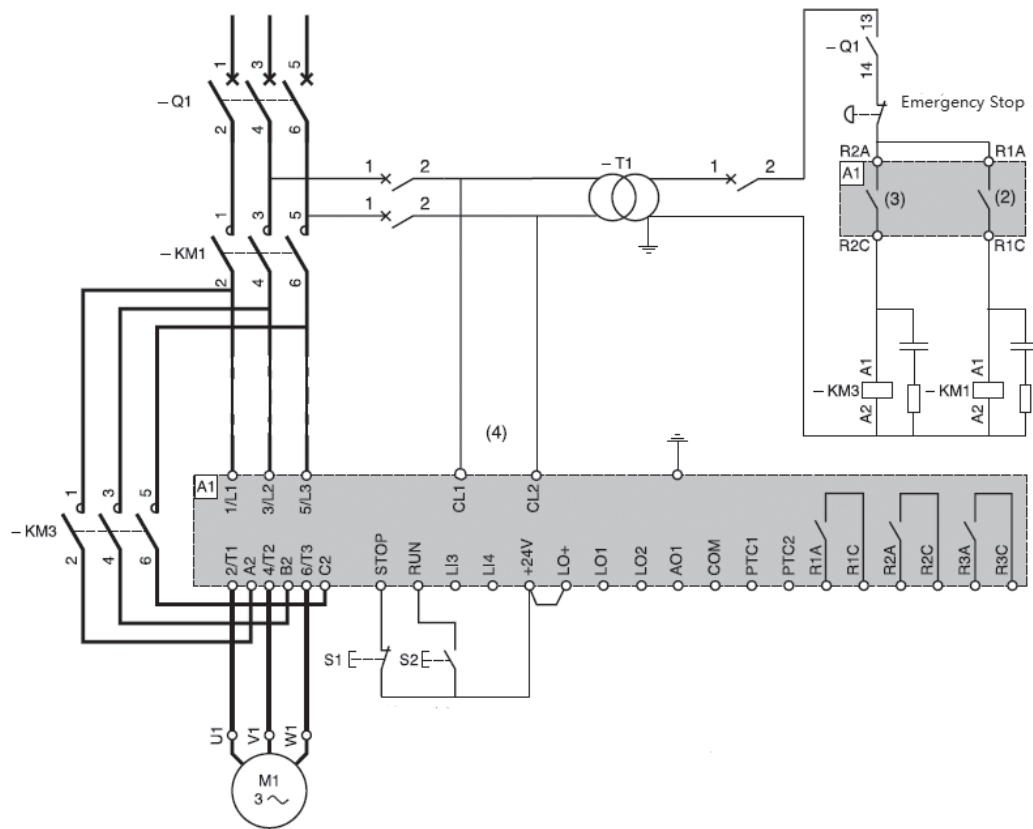 1 3 5
– Q1
2 4 6
13
– Q1
14
Emergency Stop
1 2
– T1
1 2
1 2
R2A R1A
A1
(3) (2)
R2C R1C
1 3 5
– KM1
2 4 6
A1 A1
– KM3 – KM1
A2 A2
(4)
A1
1/L1 3/L2 5/L3 CL1 CL2
1 3 5
– KM3
2 4 6
2/T1 A2 4/T2 B2 6/T3 C2 STOP RUN LI3 LI4 +24V LO+ LO1 LO2 AO1 COM PTC1 PTC2 R1A R1C R2A R2C R3A R3C
S1 S2
U1 V1 W1
M1
3